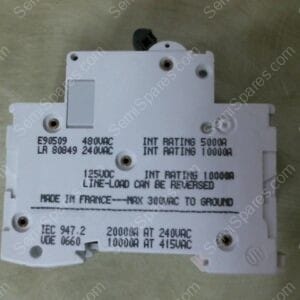 E90509 480VAC INT RATING 5000A
LR 80849 240VAC INT RATING 10000A
125VDC INT RATING 10000A
LINE-LOAD CAN BE REVERSED
MADE IN FRANCE---MAX 300VAC TO GROUND
IEC 947.2 20000A AT 240VAC
VDE 0660 10000A AT 415VAC
SemiSpares.com